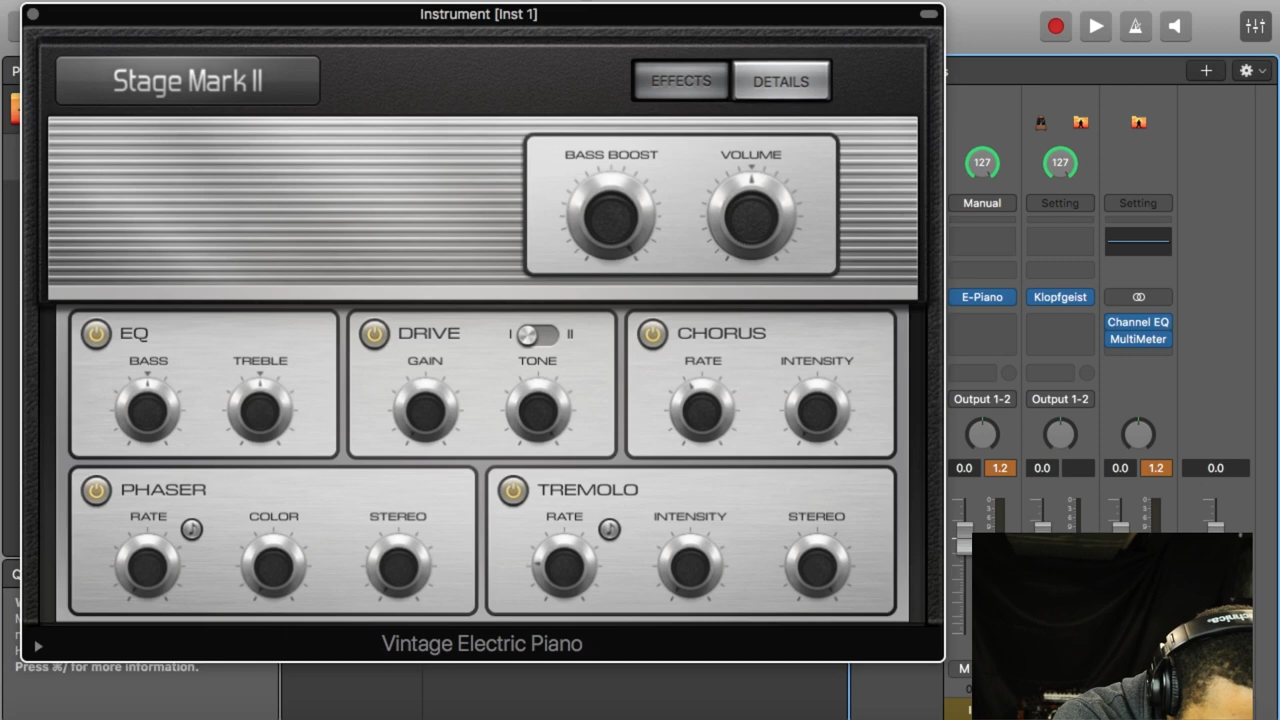 Instrument [Inst 1]
Stage Mark II
EFFECTS
DETAILS
BASS BOOST
VOLUME
EQ
BASS
TREBLE
DRIVE
I
II
GAIN
TONE
CHORUS
RATE
INTENSITY
PHASER
RATE
COLOR
STEREO
TREMOLO
RATE
INTENSITY
STEREO
Vintage Electric Piano
Press ⌘/ for more information.
127
127
Manual
Setting
Setting
E-Piano
Klopfgeist
Channel EQ
MultiMeter
Output 1-2
Output 1-2
0.0
1.2
0.0
0.0
1.2
0.0
M